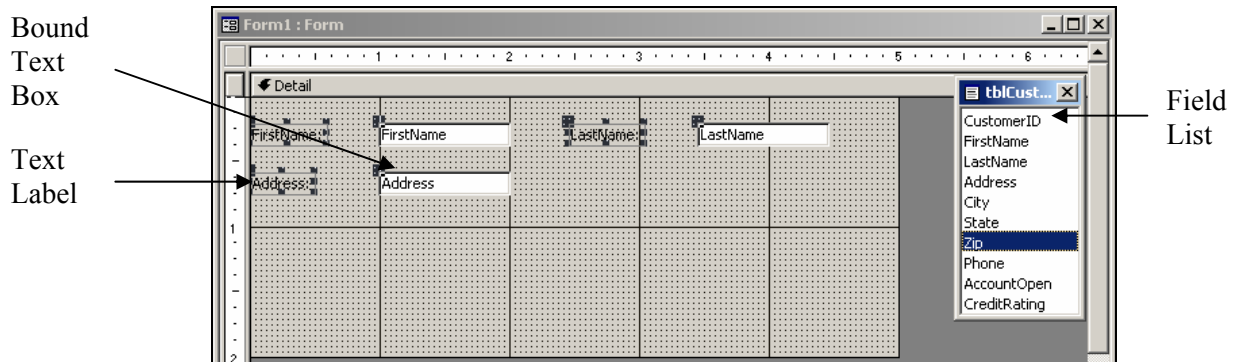 Bound
Text
Box
Text
Label
Form1 : Form
1 2 3 4 5 6
Detail
FirstName: FirstName LastName: LastName
Address: Address
1
2
tblCust...
CustomerID
FirstName
LastName
Address
City
State
Zip
Phone
AccountOpen
CreditRating
Field
List